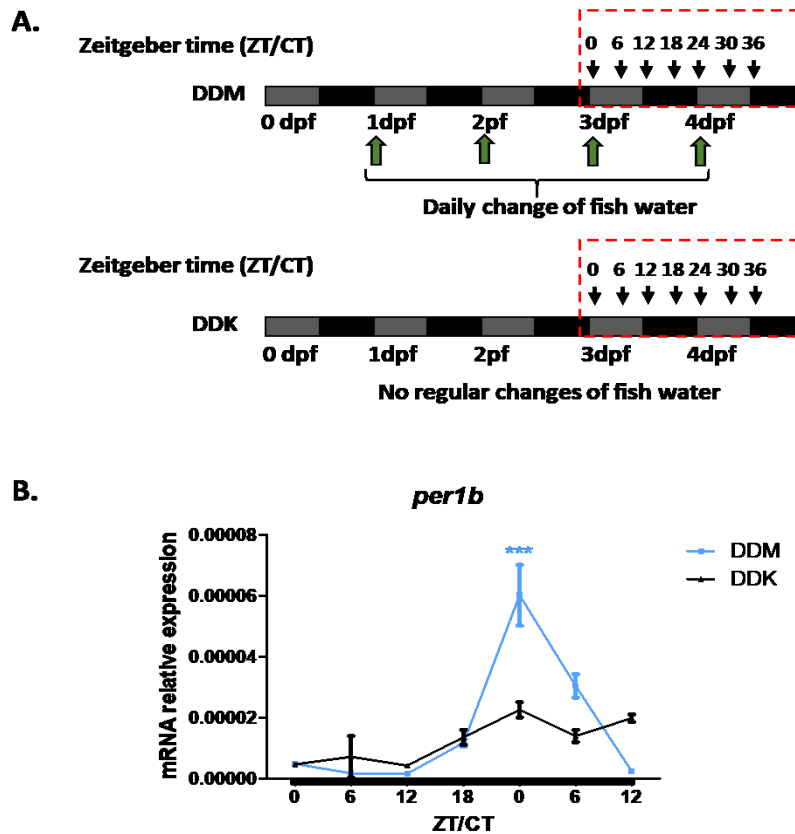 A.
Zeitgeber time (ZT/CT)
0 6 12 18 24 30 36
DDM
0 dpf 1dpf 2pf 3dpf 4dpf
Daily change of fish water
Zeitgeber time (ZT/CT)
0 6 12 18 24 30 36
DDK
0 dpf 1dpf 2pf 3dpf 4dpf
No regular changes of fish water
B.
per1b
mRNA relative expression
0.00008
0.00006
0.00004
0.00002
0.00000
***
DDM
DDK
0 6 12 18 0 6 12
ZT/CT